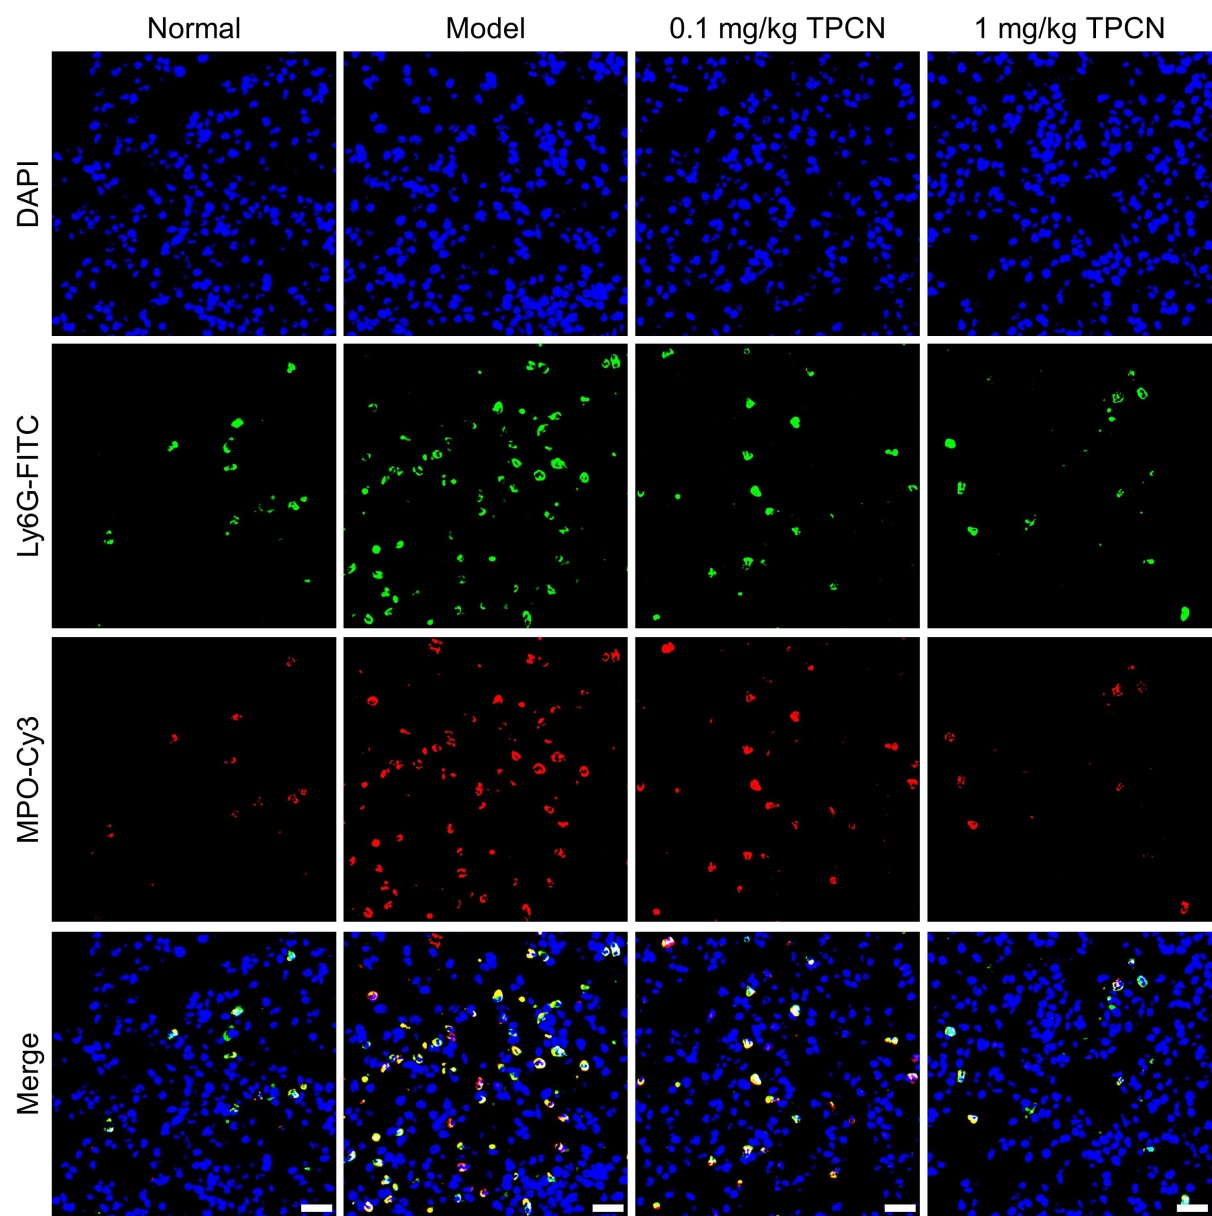 Normal
Model
0.1 mg/kg TPCN
1 mg/kg TPCN
DAPI
Ly6G-FITC
MPO-Cy3
Merge